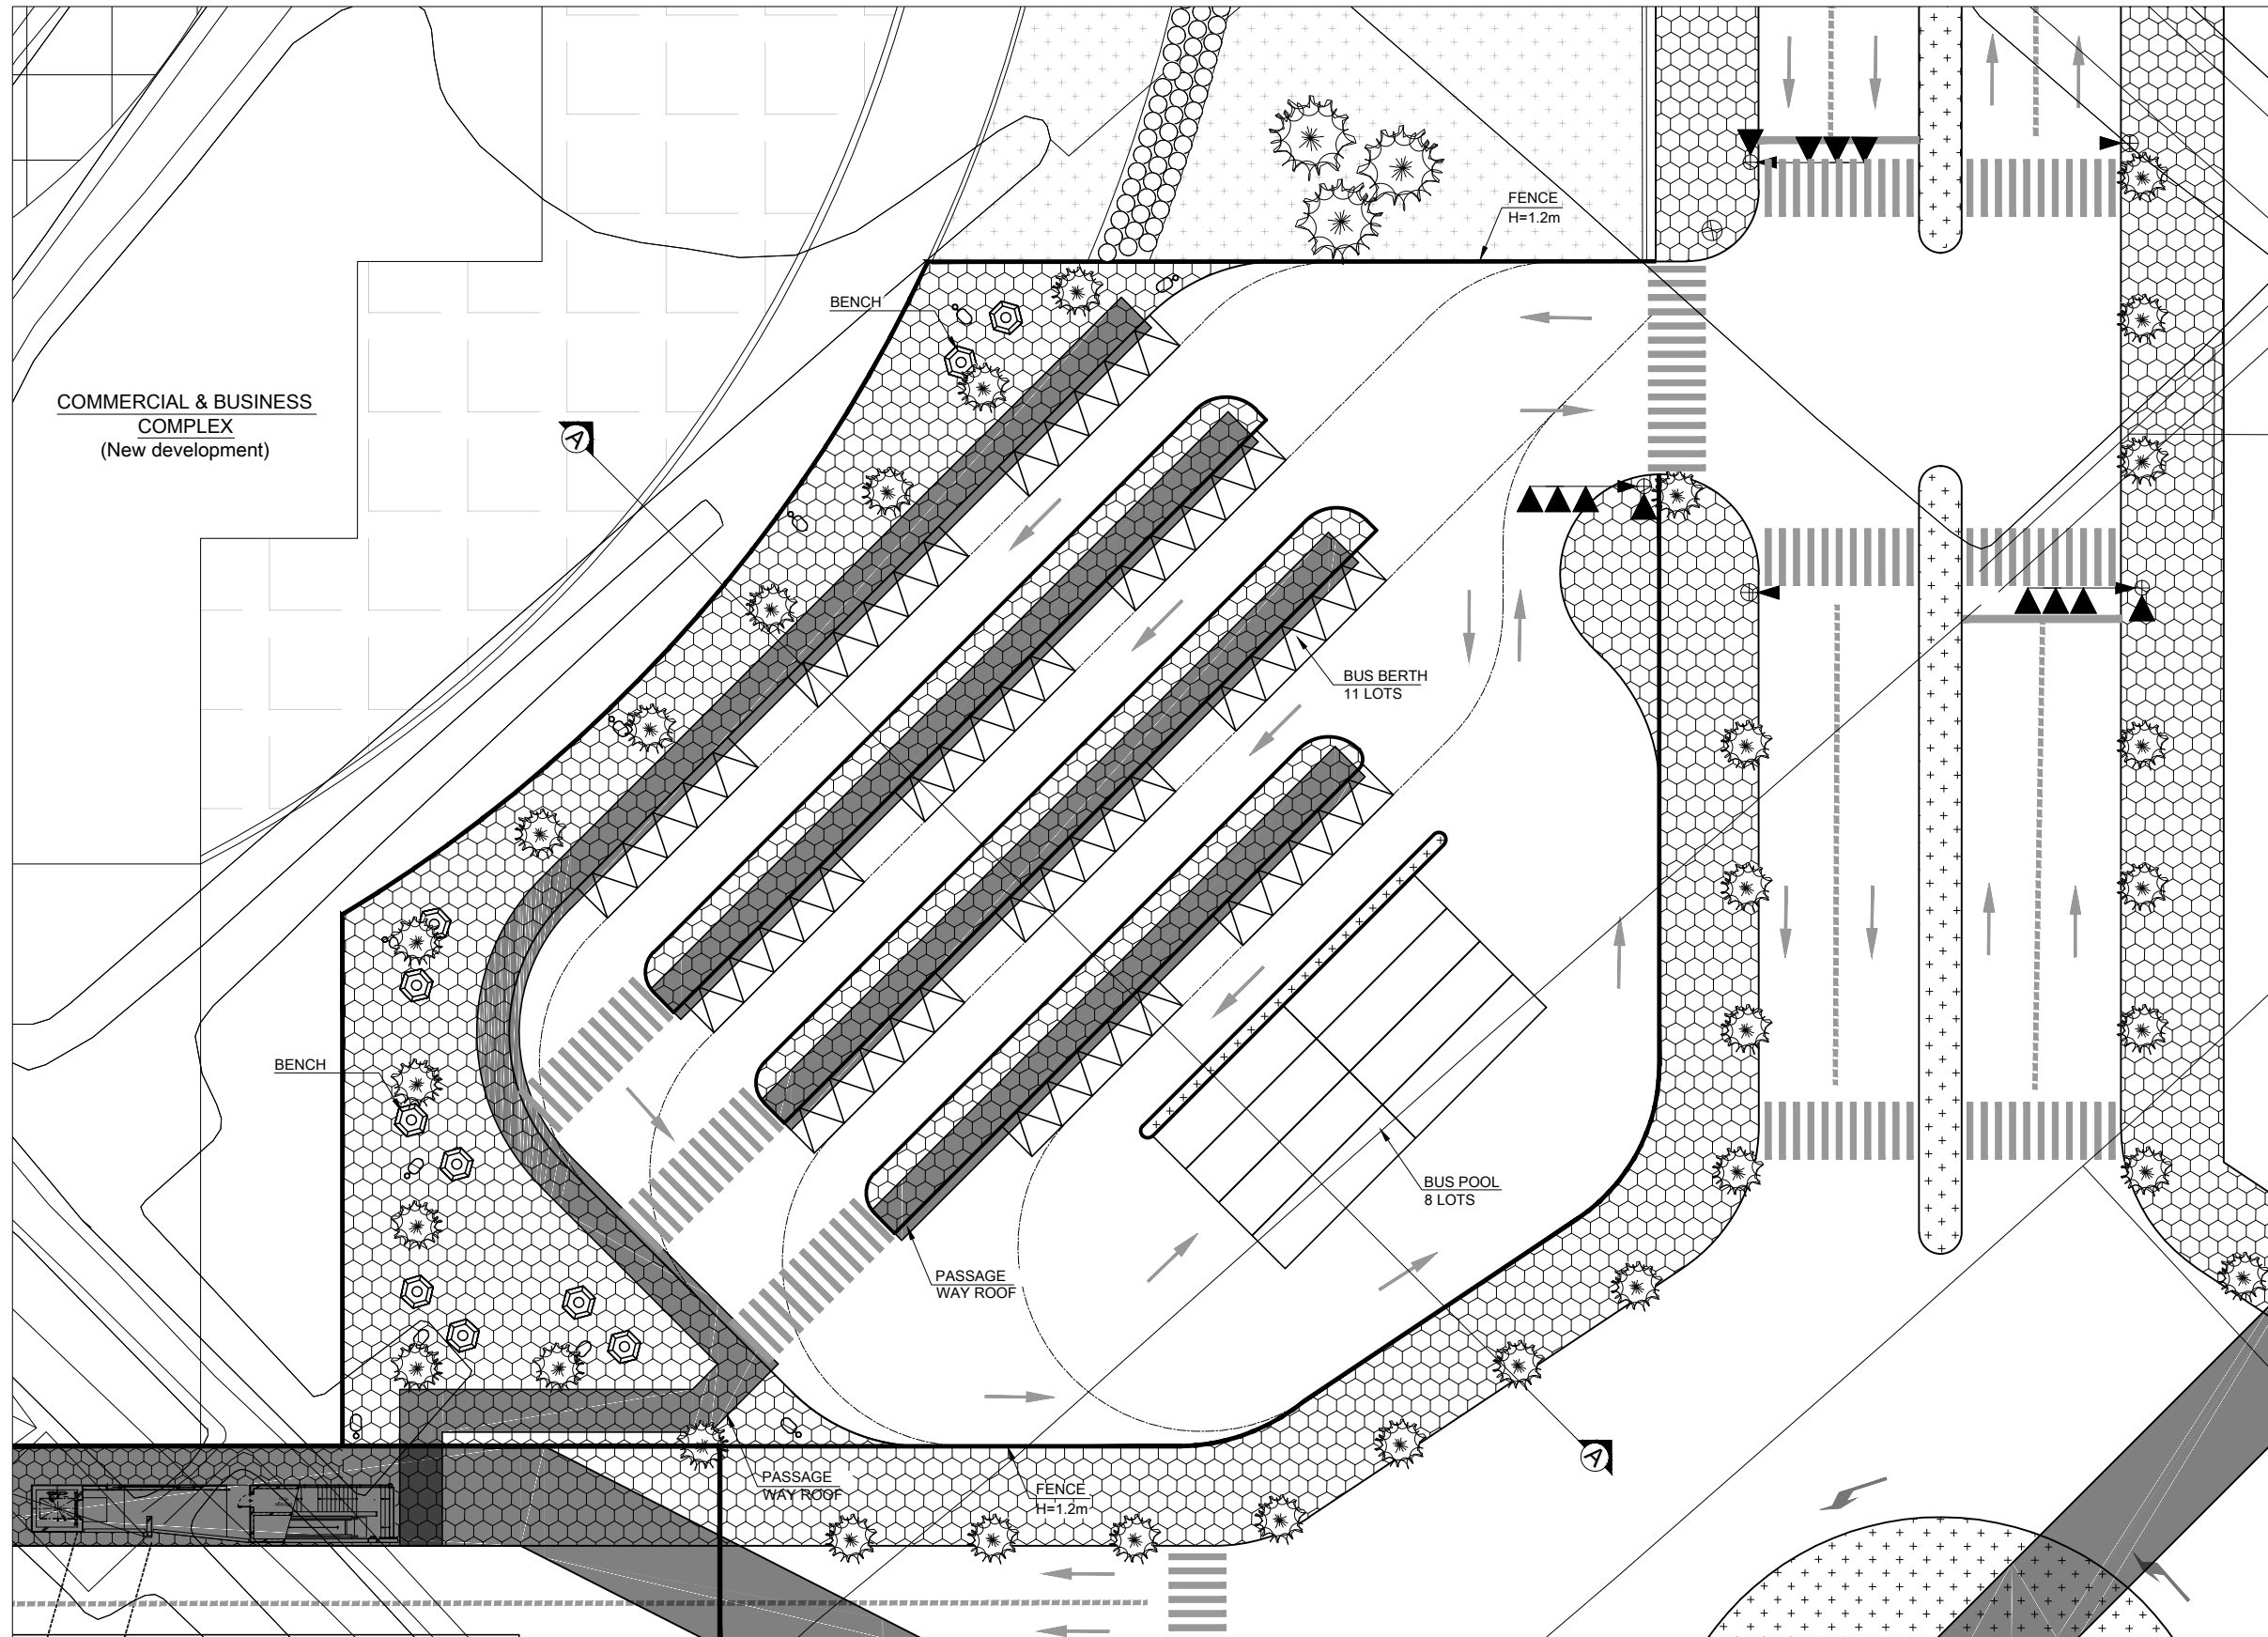 FENCE
H=1.2m
BENCH
COMMERCIAL & BUSINESS
COMPLEX
(New development)
A
BUS BERTH
11 LOTS
BENCH
BUS POOL
8 LOTS
PASSAGE
WAY ROOF
A
PASSAGE
WAY ROOF
FENCE
H=1.2m